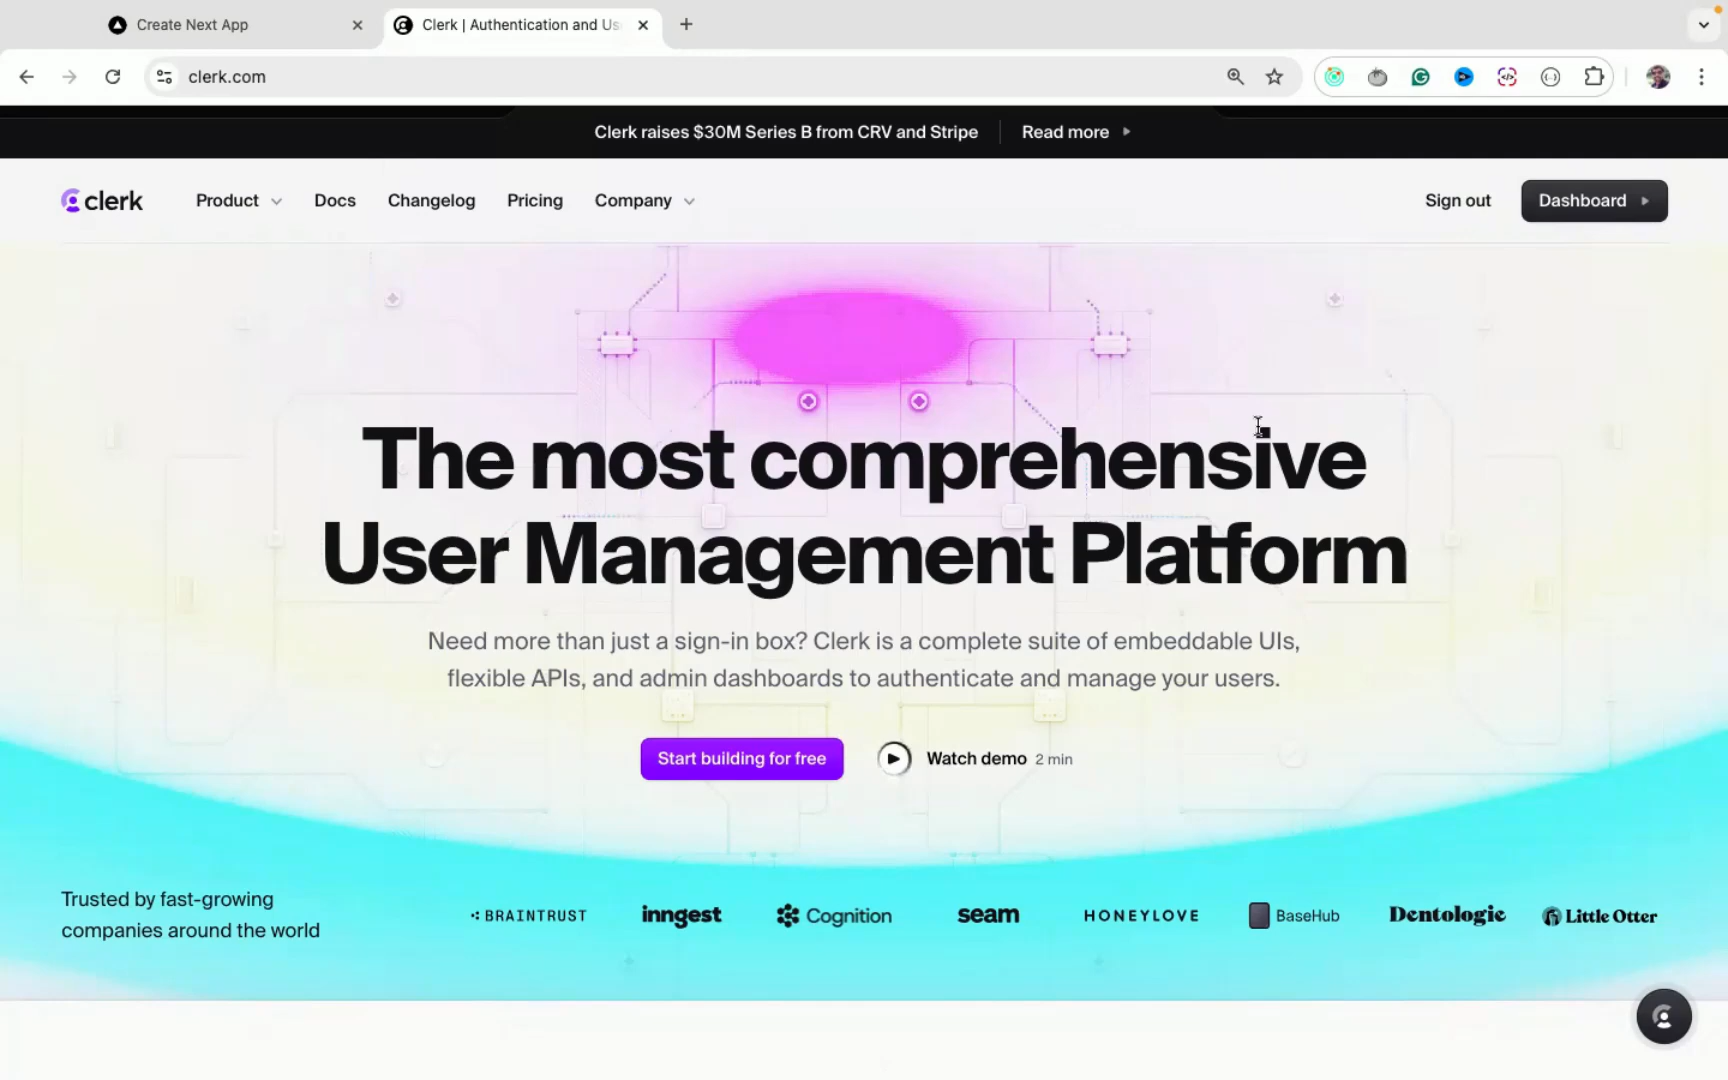 Create Next App
Clerk | Authentication and Us
clerk.com
Clerk raises $30M Series B from CRV and Stripe
Read more
clerk
Product
Docs
Changelog
Pricing
Company
Sign out
Dashboard
The most comprehensive
User Management Platform
Need more than just a sign-in box? Clerk is a complete suite of embeddable UIs,
flexible APIs, and admin dashboards to authenticate and manage your users.
Start building for free
Watch demo 2 min
Trusted by fast-growing
companies around the world
BRAINTRUST
inngest
Cognition
seam
HONEYLOVE
BaseHub
Dentologie
Little Otter